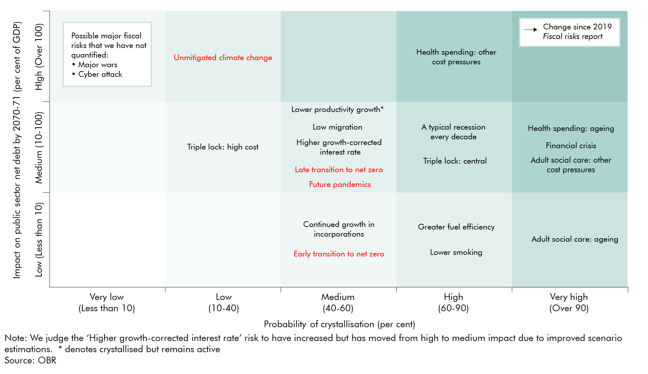 Impact on public sector net debt by 2070-71 (per cent of GDP)
High (Over 100)
Medium (10-100)
Low (Less than 10)
Possible major fiscal
risks that we have not
quantified:
• Major wars
• Cyber attack
Unmitigated climate change
Health spending: other
cost pressures
Change since 2019
Fiscal risks report
Triple lock: high cost
Lower productivity growth*
Low migration
Higher growth-corrected
interest rate
Late transition to net zero
Future pandemics
A typical recession
every decade
Triple lock: central
Health spending: ageing
Financial crisis
Adult social care: other
cost pressures
Continued growth in
incorporations
Early transition to net zero
Greater fuel efficiency
Lower smoking
Adult social care: ageing
Very low
(Less than 10)
Low
(10-40)
Medium
(40-60)
High
(60-90)
Very high
(Over 90)
Probability of crystallisation (per cent)
Note: We judge the ‘Higher growth-corrected interest rate’ risk to have increased but has moved from high to medium impact due to improved scenario
estimations. * denotes crystallised but remains active
Source: OBR